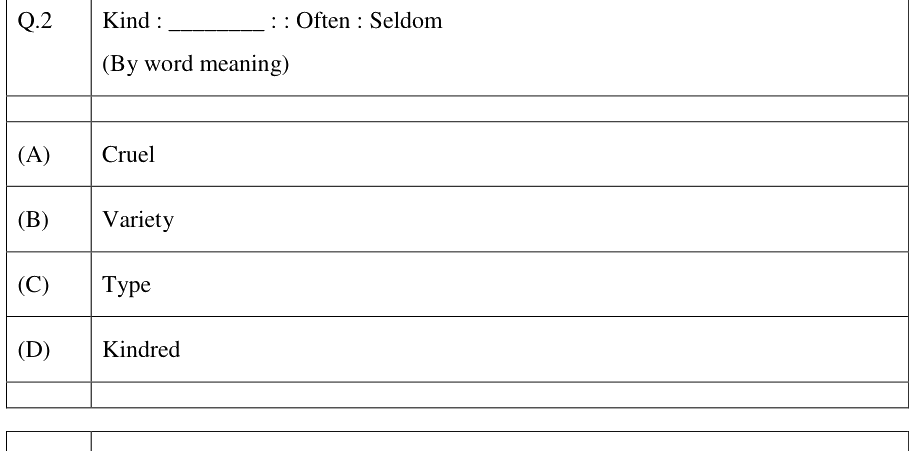 Q.2 Kind : ________ : : Often : Seldom
(By word meaning)
(A) Cruel
(B) Variety
(C) Type
(D) Kindred